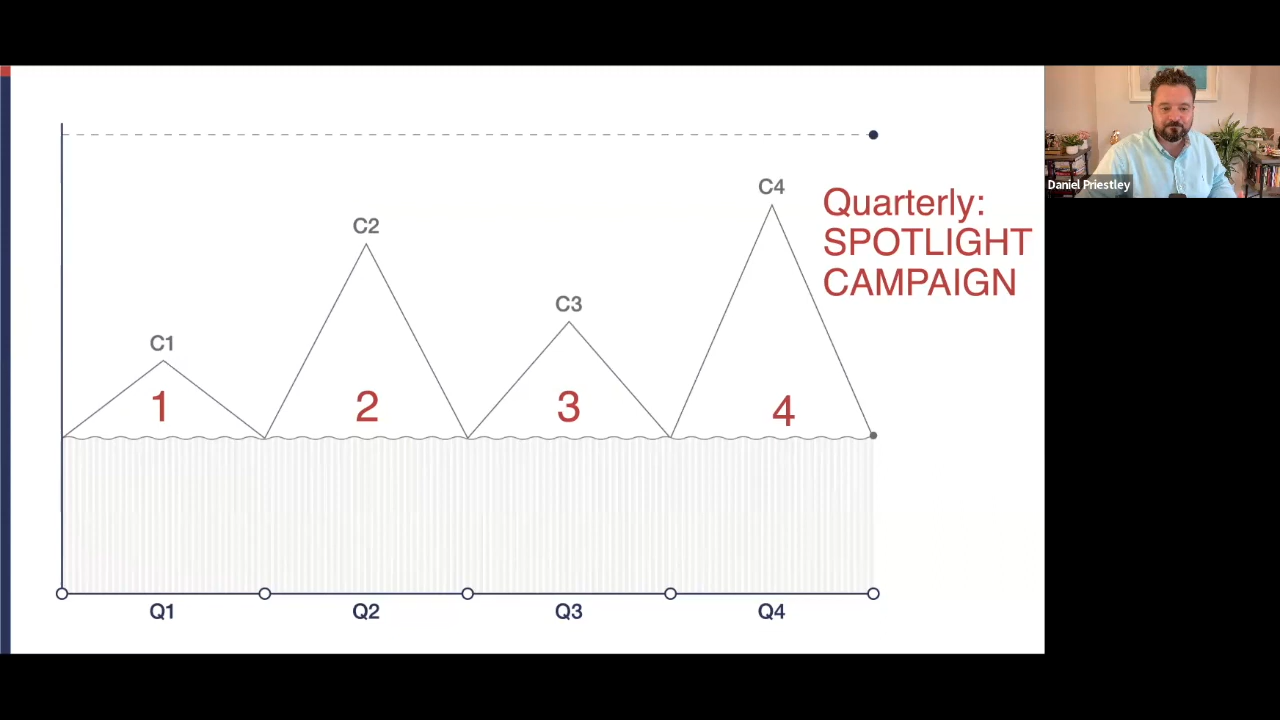 C4
Quarterly:
SPOTLIGHT
CAMPAIGN
C2
C3
C1
1
2
3
4
Q1
Q2
Q3
Q4
Daniel Priestley